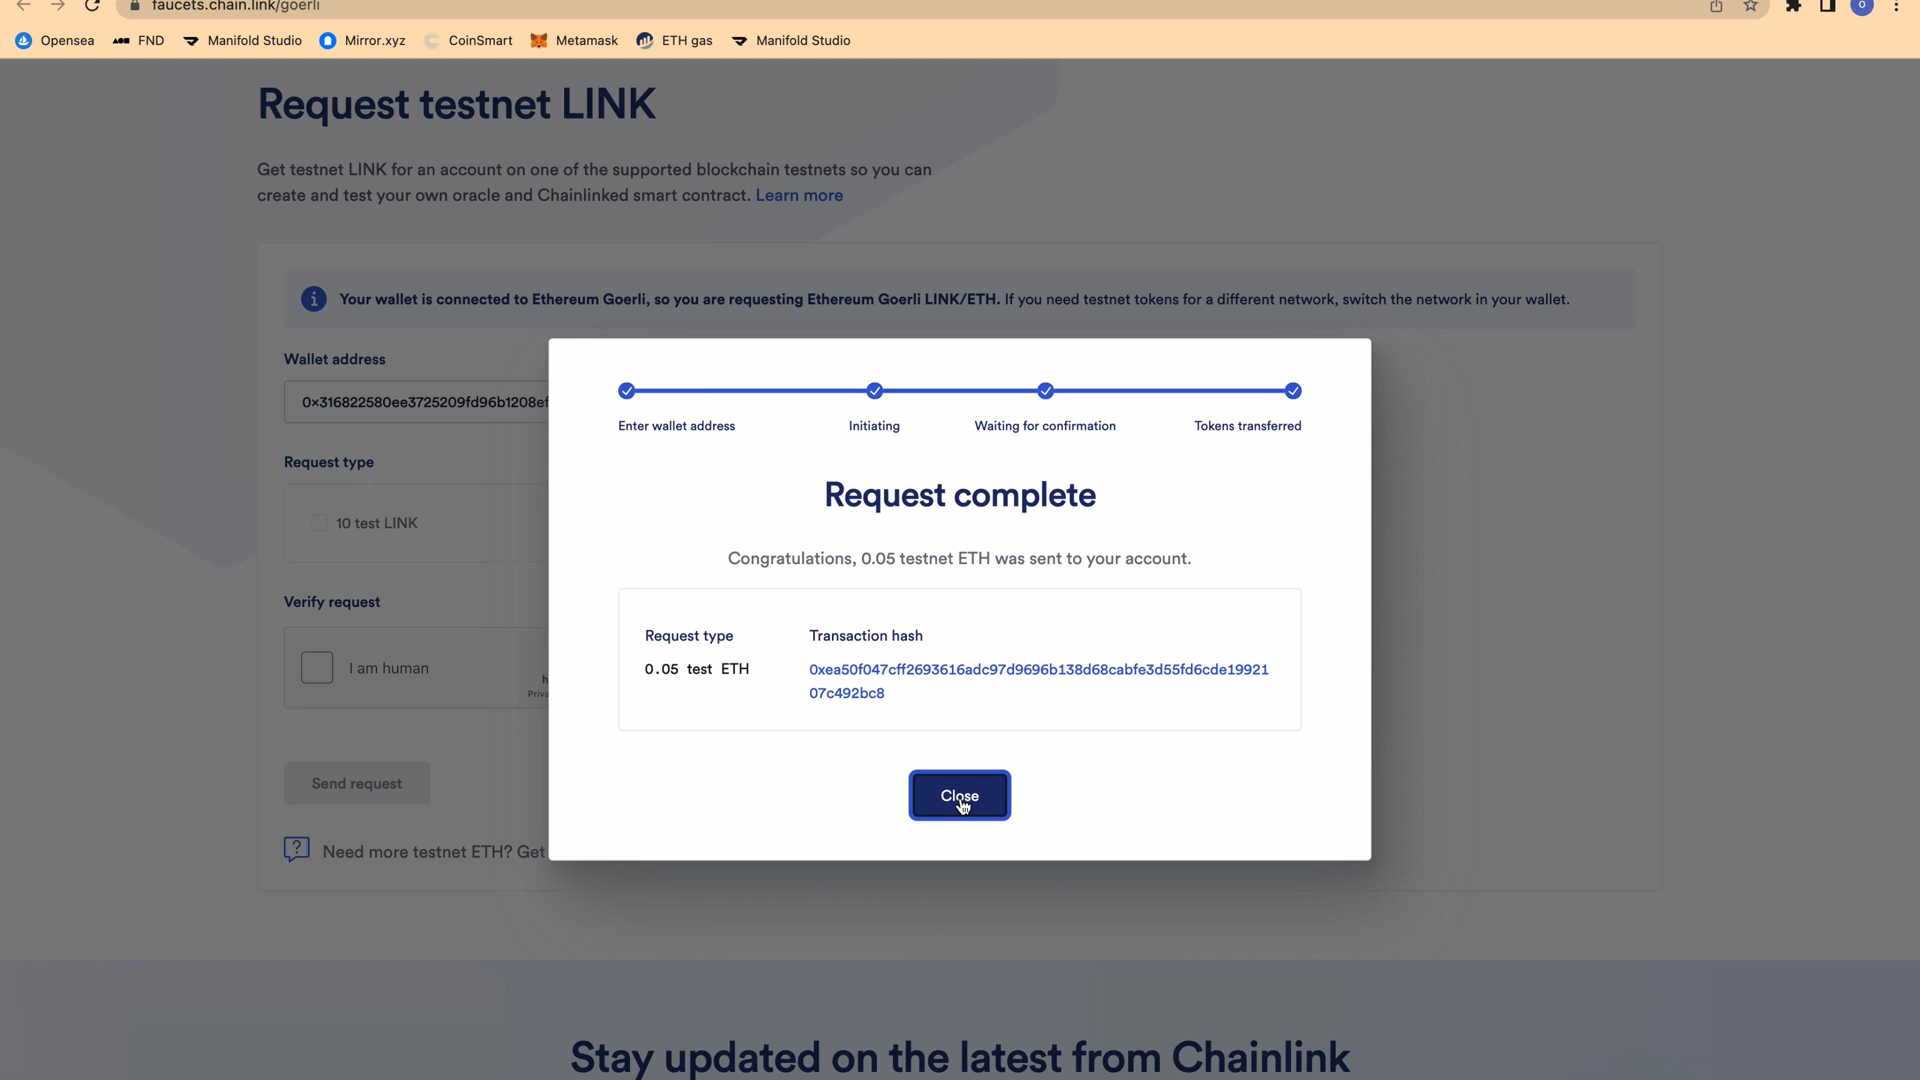 faucets.chain.link/goerli
O
Opensea FND Manifold Studio Mirror.xyz CoinSmart Metamask ETH gas Manifold Studio
Request testnet LINK
Get testnet LINK for an account on one of the supported blockchain testnets so you can
create and test your own oracle and Chainlinked smart contract. Learn more
Your wallet is connected to Ethereum Goerli, so you are requesting Ethereum Goerli LINK/ETH. If you need testnet tokens for a different network, switch the network in your wallet.
Wallet address
0x316822580ee3725209fd96b1208ef
Request type
10 test LINK
Verify request
I am human
Send request
Need more testnet ETH? Get
Enter wallet address Initiating Waiting for confirmation Tokens transferred
Request complete
Congratulations, 0.05 testnet ETH was sent to your account.
Request type Transaction hash
0.05 test ETH 0xea50f047cff2693616adc97d9696b138d68cabfe3d55fd6cde19921
07c492bc8
Close
Stay updated on the latest from Chainlink